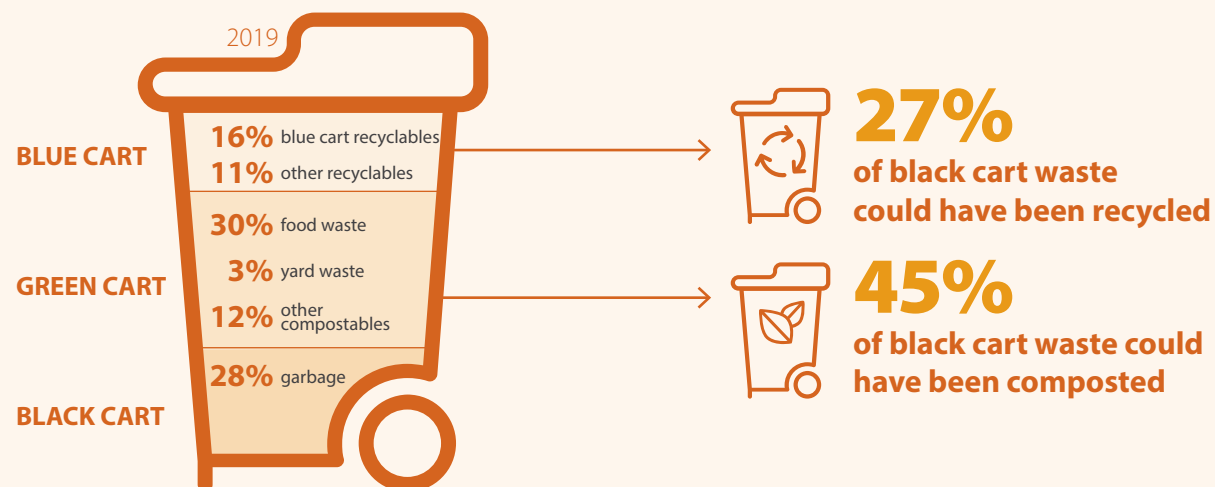 2019
BLUE CART
16% blue cart recyclables
11% other recyclables
27%
of black cart waste
could have been recycled
GREEN CART
30% food waste
3% yard waste
12% other
compostables
45%
of black cart waste could
have been composted
BLACK CART
28% garbage